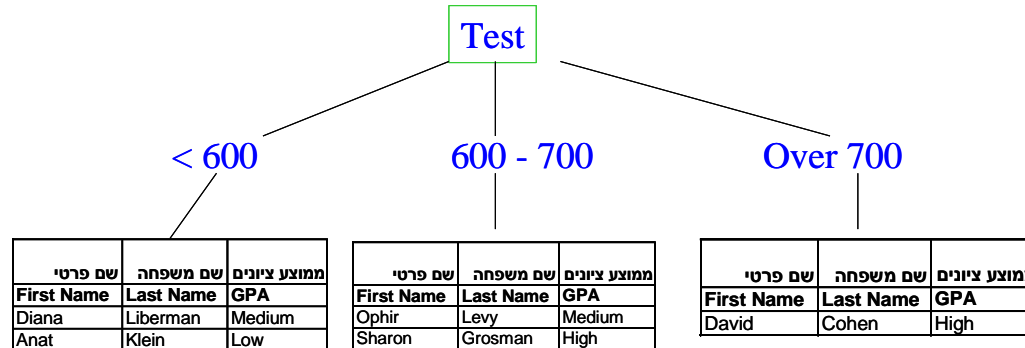 Test
< 600
600 - 700
Over 700
שם פרטי שם משפחה ממוצע ציונים
First Name Last Name GPA
Diana Liberman Medium
Anat Klein Low
שם פרטי שם משפחה ממוצע ציונים
First Name Last Name GPA
Ophir Levy Medium
Sharon Grosman High
שם פרטי שם משפחה ממוצע ציונים
First Name Last Name GPA
David Cohen High